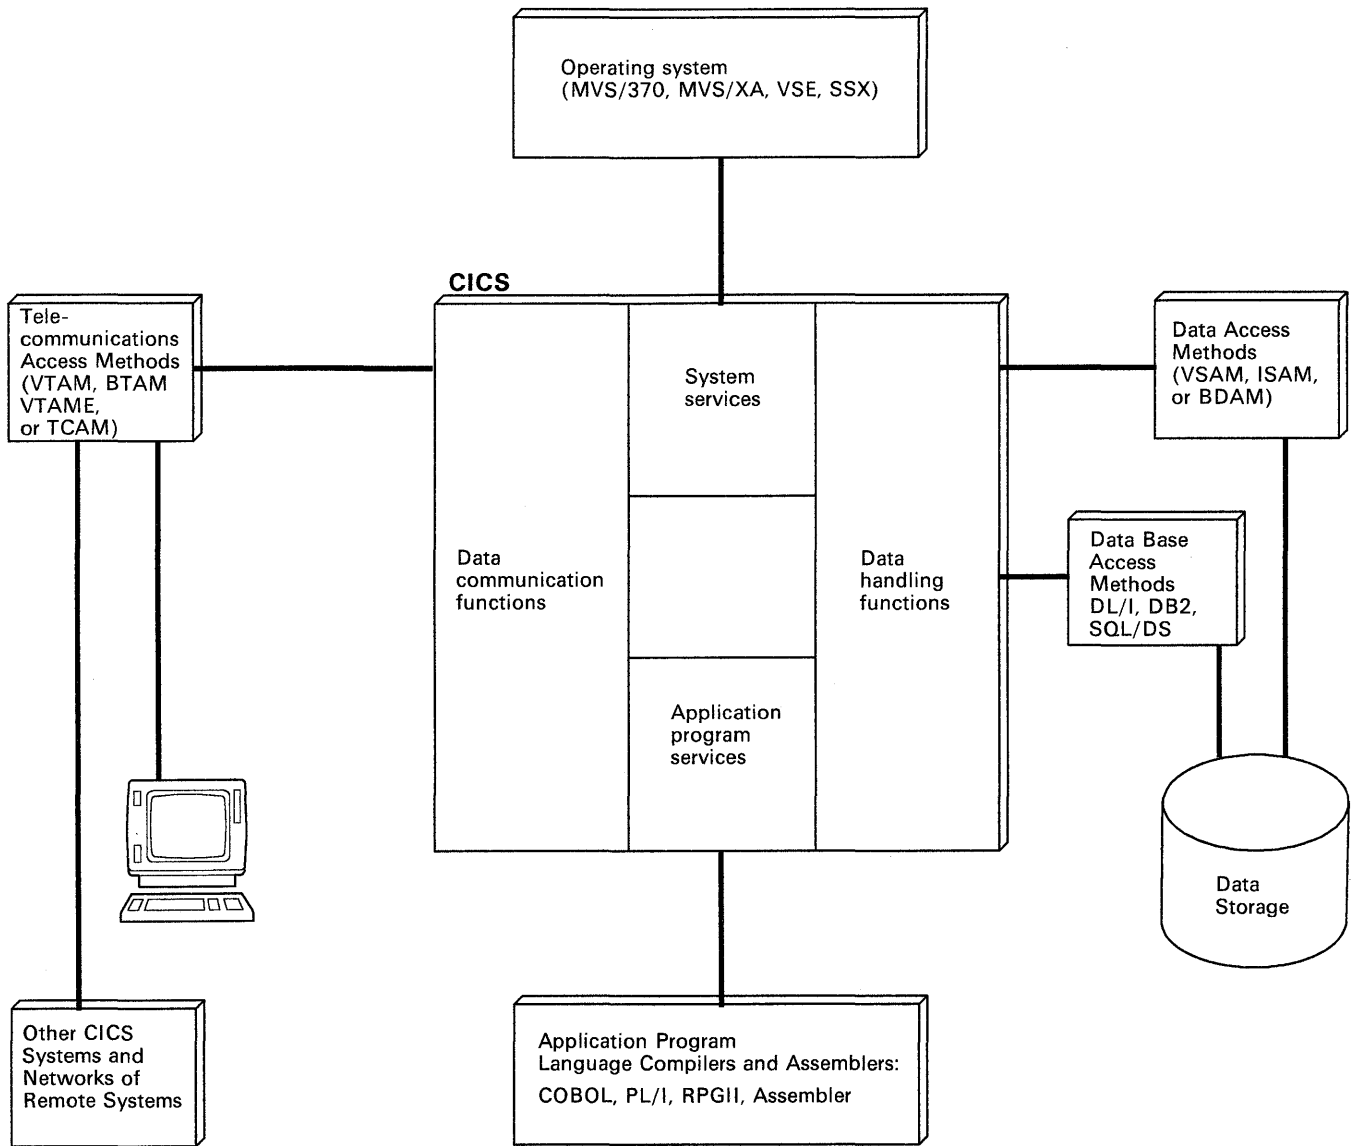 Operating system
(MVS/370, MVS/XA, VSE, SSX)
CICS
Tele-
communications
Access Methods
(VTAM, BTAM
VTAME,
or TCAM)
System
services
Data Access
Methods
(VSAM, ISAM,
or BDAM)
Data
communication
functions
Data
handling
functions
Data Base
Access
Methods
DL/I, DB2,
SQL/DS
Application
program
services
Data
Storage
Other CICS
Systems and
Networks of
Remote Systems
Application Program
Language Compilers and Assemblers:
COBOL, PL/I, RPGII, Assembler